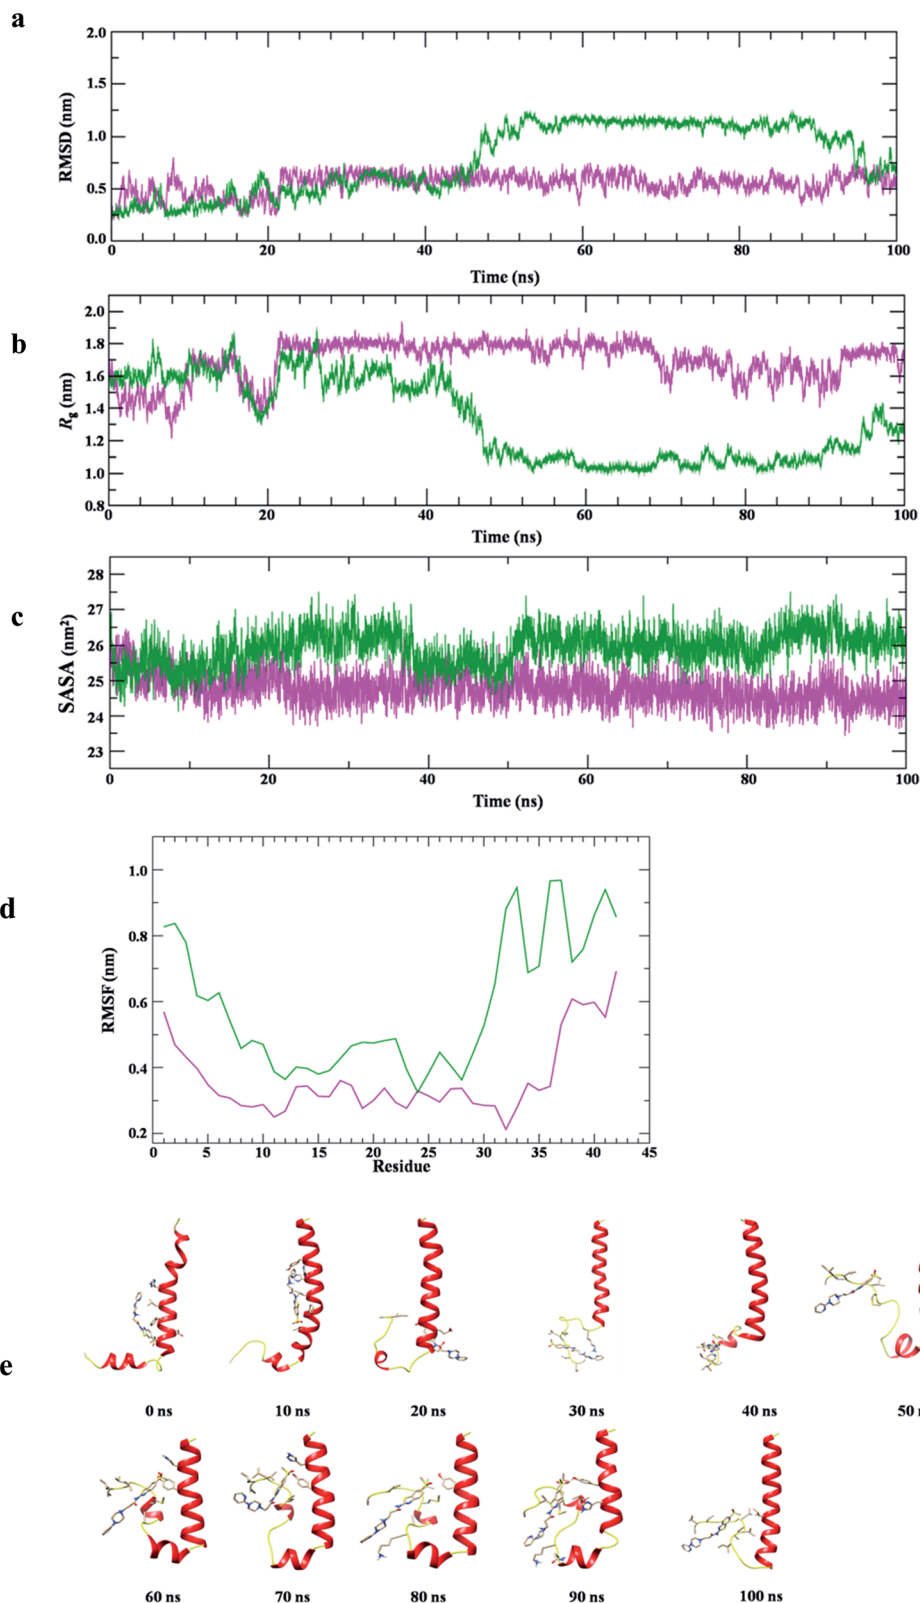 a
2.0
1.5
1.0
0.5
0.0
RMSD (nm)
0 20 40 60 80 100
Time (ns)
b
2.0
1.8
1.6
1.4
1.2
1.0
0.8
Rg (nm)
0 20 40 60 80 100
Time (ns)
c
28
27
26
25
24
23
SASA (nm²)
0 20 40 60 80 100
Time (ns)
d
1.0
0.8
0.6
0.4
0.2
RMSF (nm)
0 5 10 15 20 25 30 35 40 45
Residue
e
0 ns 10 ns 20 ns 30 ns 40 ns 50
60 ns 70 ns 80 ns 90 ns 100 ns